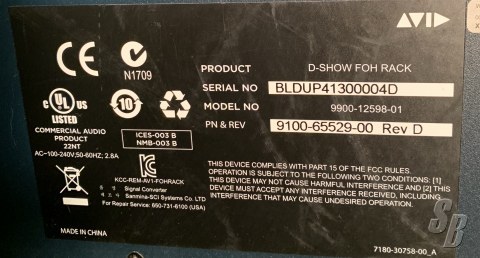 AVID
CE
N1709
PRODUCT D-SHOW FOH RACK
SERIAL NO BLDUP41300004D
MODEL NO 9900-12598-01
PN & REV 9100-65529-00 Rev D
c UL US
LISTED
10
COMMERCIAL AUDIO
PRODUCT
22NT
AC~100-240V,50-60HZ; 2.8A
ICES-003 B
NMB-003 B
KCC-REM-AV1-FOHRACK
Signal Converter
Sanmina-SCI Systems Co; LTD
For Repair Service: 650-731-6100 (USA)
THIS DEVICE COMPLIES WITH PART 15 OF THE FCC RULES.
OPERATION IS SUBJECT TO THE FOLLOWING TWO CONDITIONS: [1]
THIS DEVICE MAY NOT CAUSE HARMFUL INTERFERENCE AND [2] THIS
DEVICE MUST ACCEPT ANY INTERFERENCE RECEIVED, INCLUDING
INTERFERENCE THAT MAY CAUSE UNDESIRED OPERATION.
MADE IN CHINA
7180-30758-00_A
SB